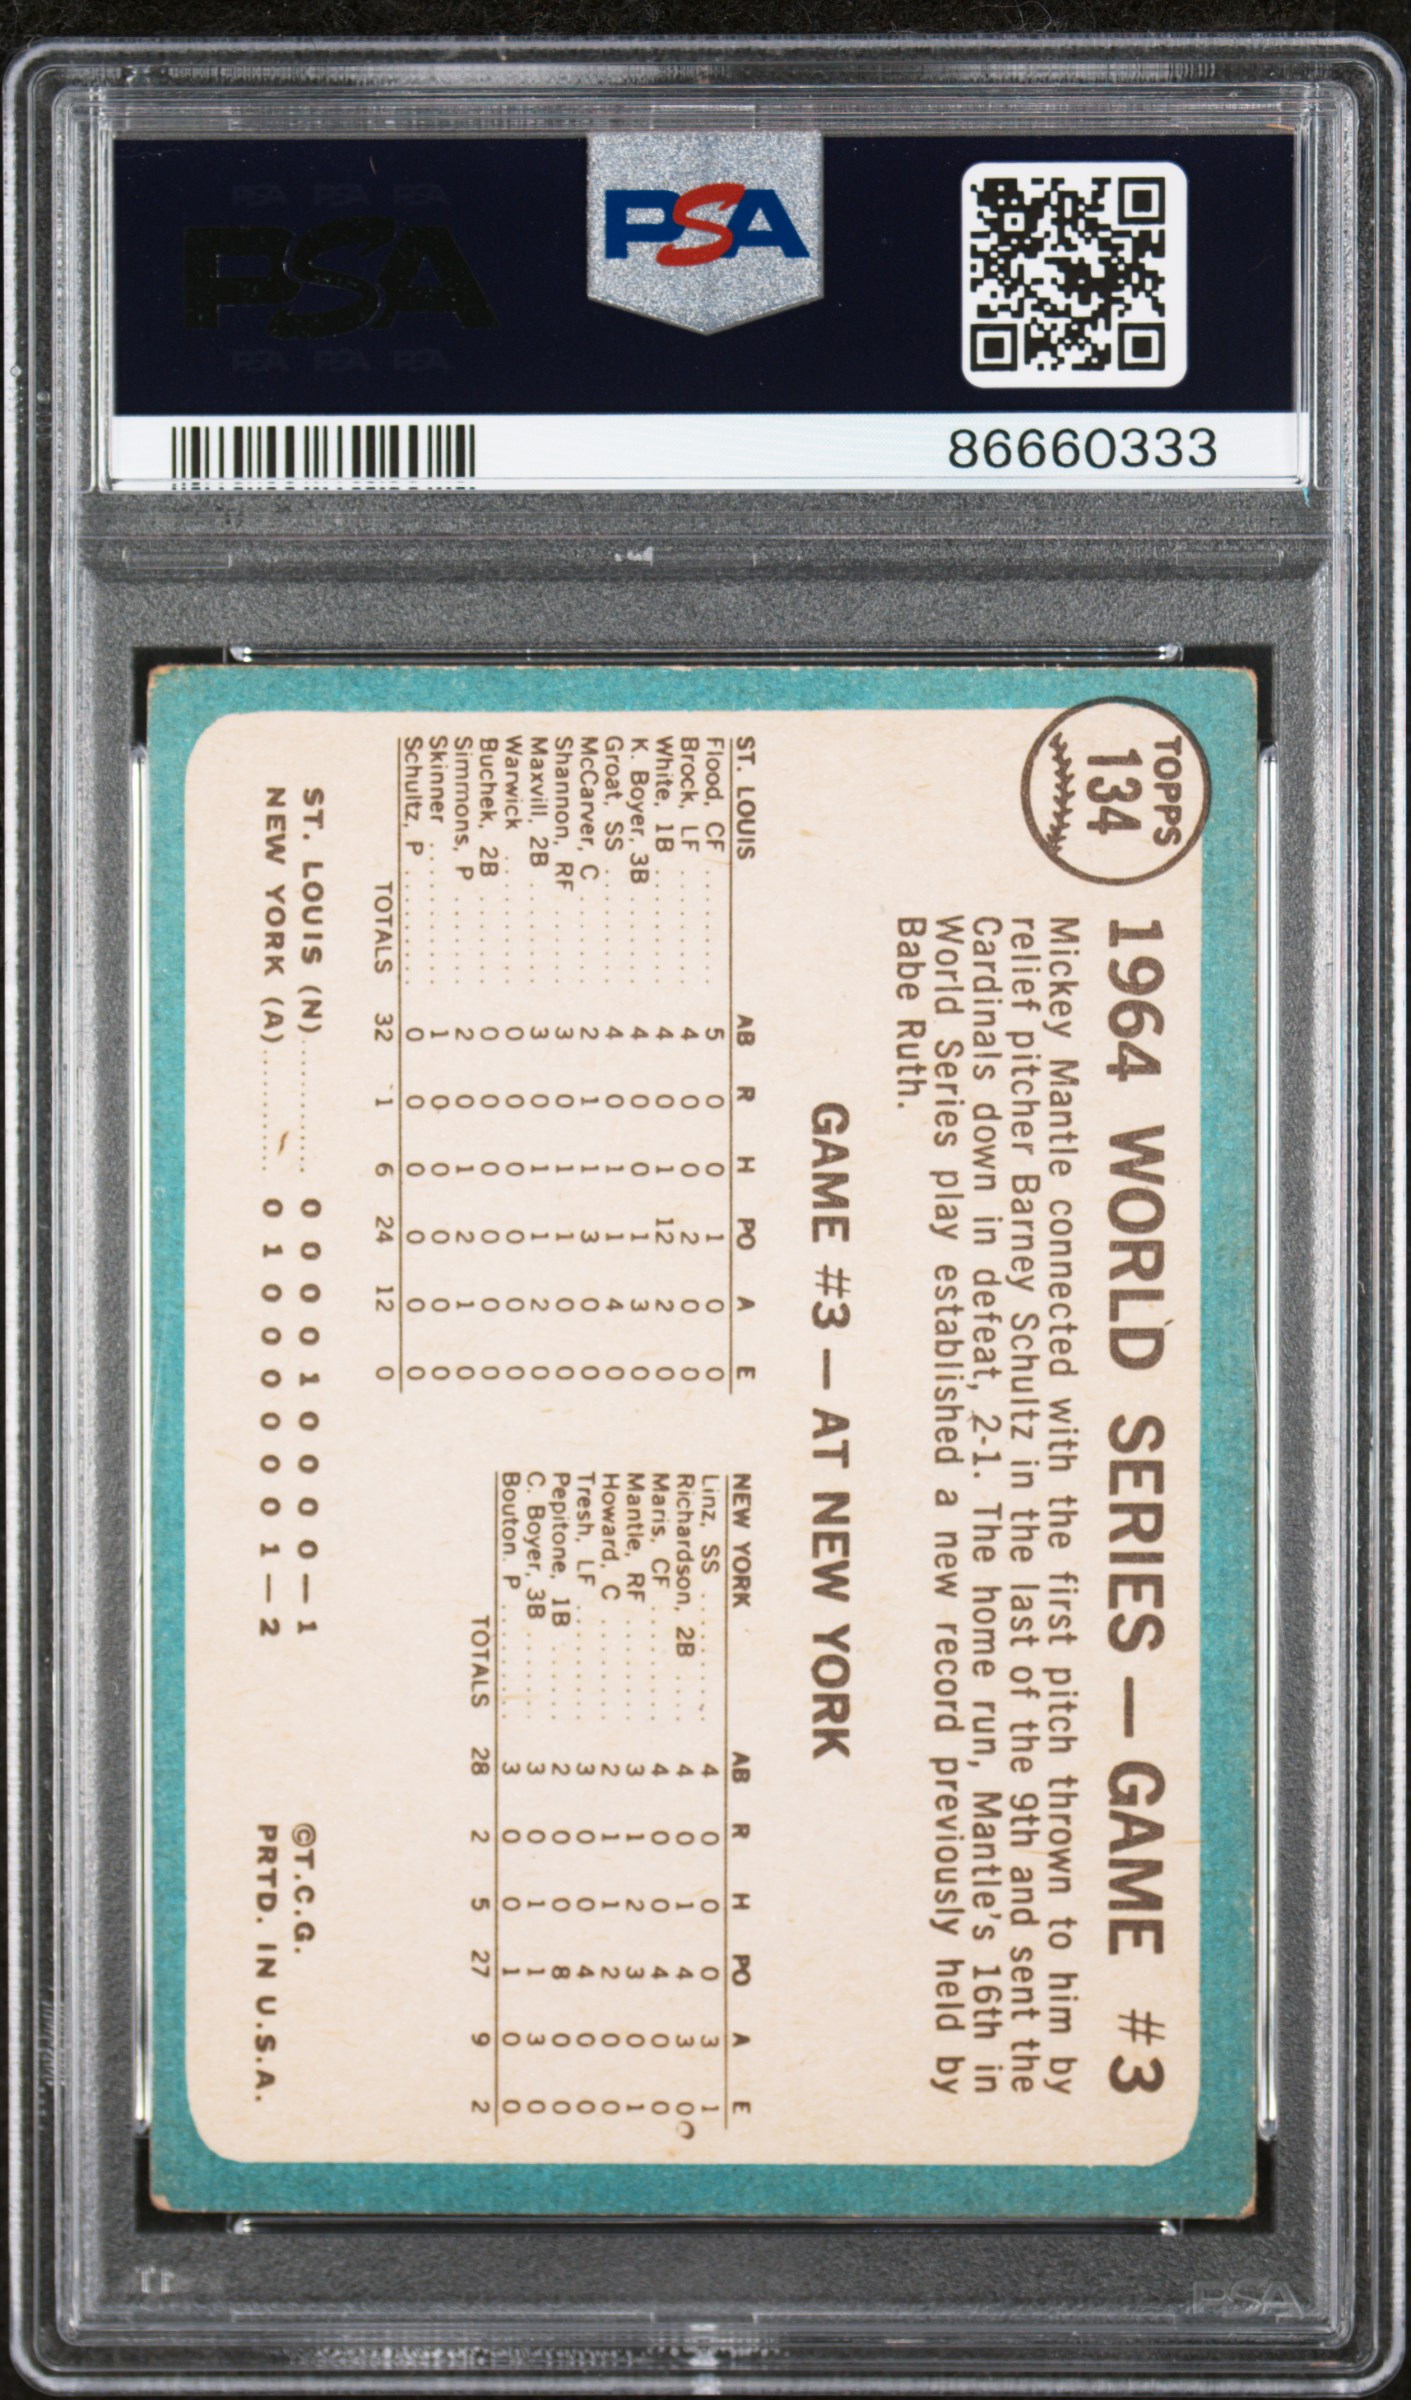 PSA PSA PSA
PSA
PSA PSA PSA
PSA
86660333
TOPPS
134
1964 WORLD SERIES — GAME #3
Mickey Mantle connected with the first pitch thrown to him by
relief pitcher Barney Schultz in the last of the 9th and sent the
Cardinals down in defeat, 2-1. The home run, Mantle's 16th in
World Series play established a new record previously held by
Babe Ruth.
GAME #3 — AT NEW YORK
ST. LOUIS AB R H PO A E
Flood, CF ......... 5 0 0 1 0 0
Brock, LF ......... 4 0 0 2 0 0
White, 1B ......... 4 0 1 12 2 0
K. Boyer, 3B ....... 4 0 0 1 3 0
Groat, SS ......... 4 0 1 1 4 0
McCarver, C ....... 2 1 1 3 0 0
Shannon, RF ....... 3 0 1 1 0 0
Maxvill, 2B ........ 3 0 1 1 2 0
Warwick .......... 0 0 0 0 0 0
Buchek, 2B ........ 0 0 0 0 0 0
Simmons, P ....... 2 0 1 2 1 0
Skinner .......... 1 0 0 0 0 0
Schultz, P ......... 0 0 0 0 0 0
TOTALS 32 1 6 24 12 0
NEW YORK AB R H PO A E
Linz, SS ......... 4 0 0 0 3 1
Richardson, 2B .... 4 0 1 4 3 0
Maris, CF ......... 4 0 0 4 0 0
Mantle, RF ........ 3 1 2 3 0 1
Howard, C ........ 2 1 1 2 0 0
Tresh, LF ......... 3 0 0 4 0 0
Pepitone, 1B ...... 2 0 0 8 0 0
C. Boyer, 3B ....... 3 0 1 1 3 0
Bouton. P ......... 3 0 0 1 0 0
TOTALS 28 2 5 27 9 2
ST. LOUIS (N) ........... 0 0 0 0 1 0 0 0 0 — 1
NEW YORK (A) ........... 0 1 0 0 0 0 0 0 1 — 2
©T.C.G.
PRTD. IN U.S.A.
PSA